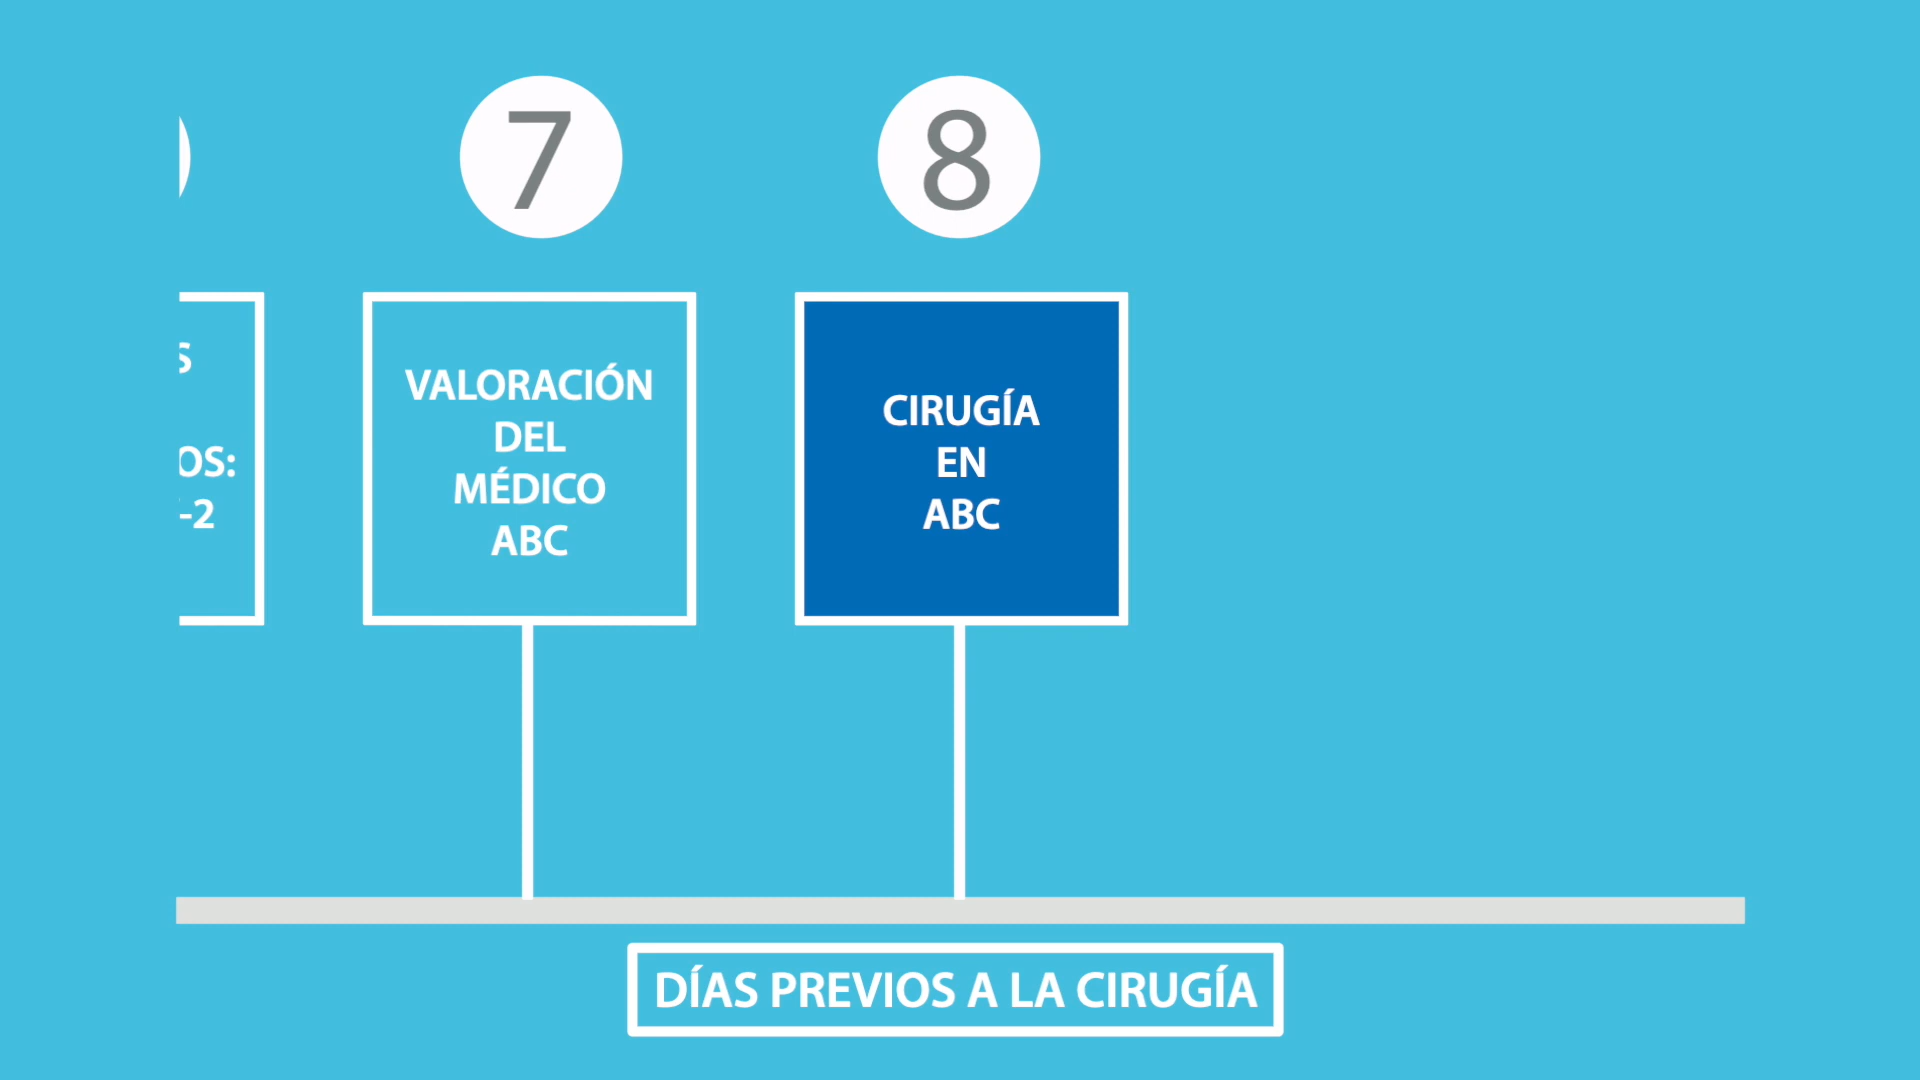 7
8
VALORACIÓN
DEL
MÉDICO
ABC
CIRUGÍA
EN
ABC
DÍAS PREVIOS A LA CIRUGÍA